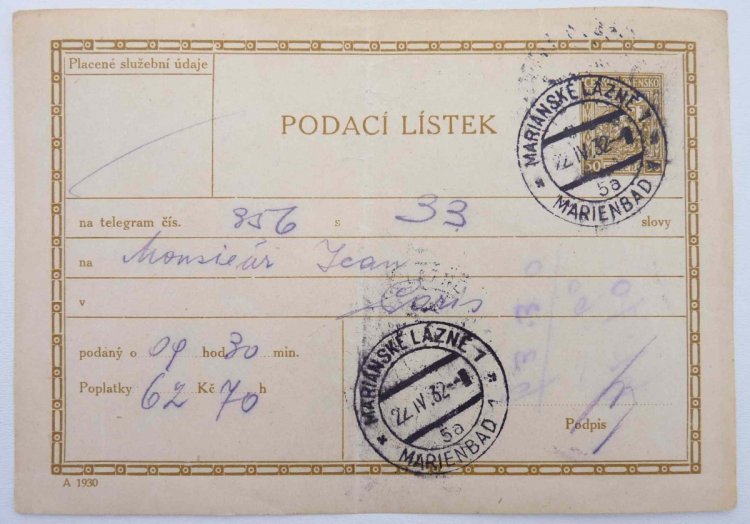 Placené služební údaje
PODACÍ LÍSTEK
MARIÁNSKÉ LÁZNĚ 1
22.IV.32
5a
MARIENBAD 1
na telegram čís. 856 s 33 slovy
na Monsieur Jean
v Paris
podaný o 09 hod 30 min.
Poplatky 62 Kč 70 h
MARIÁNSKÉ LÁZNĚ 1
22.IV.32
5a
MARIENBAD 1
Podpis
A 1930